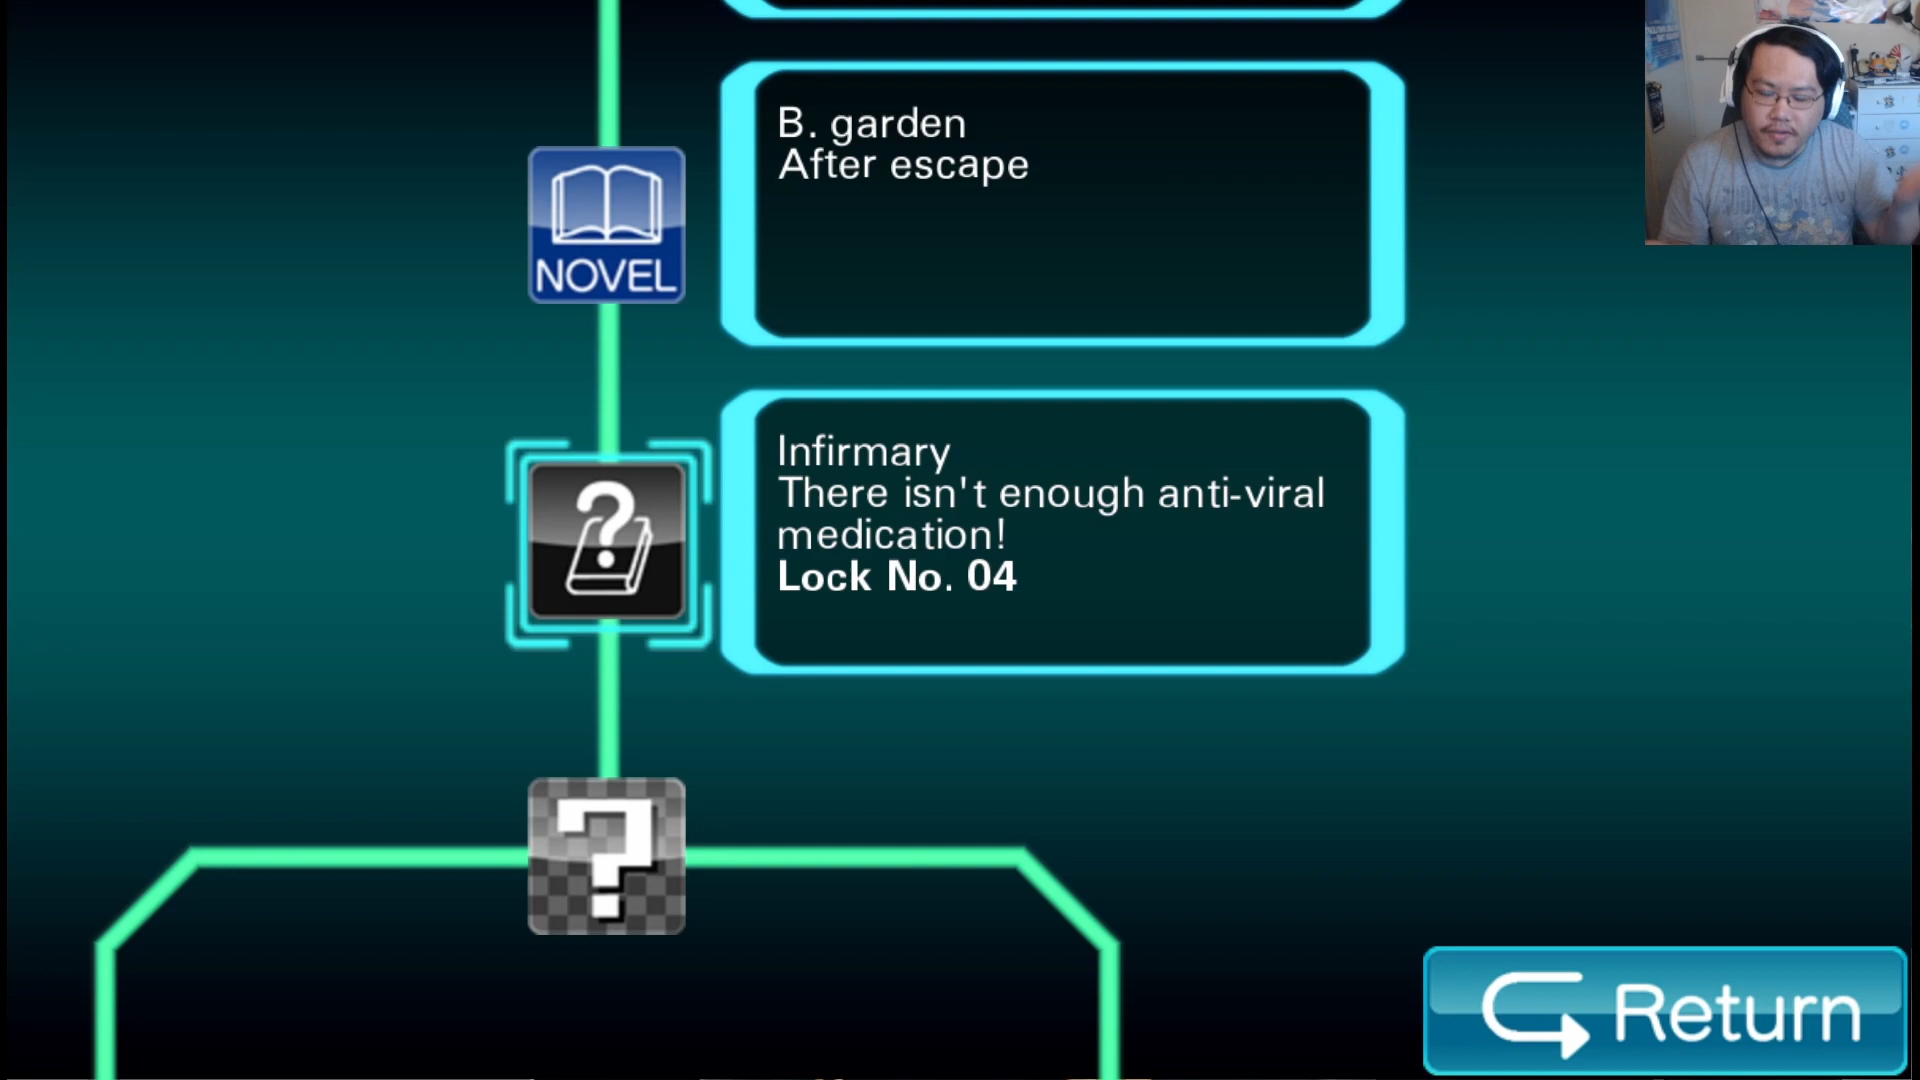 B. garden
After escape
NOVEL
Infirmary
There isn't enough anti-viral
medication!
Lock No. 04
?
?
Return